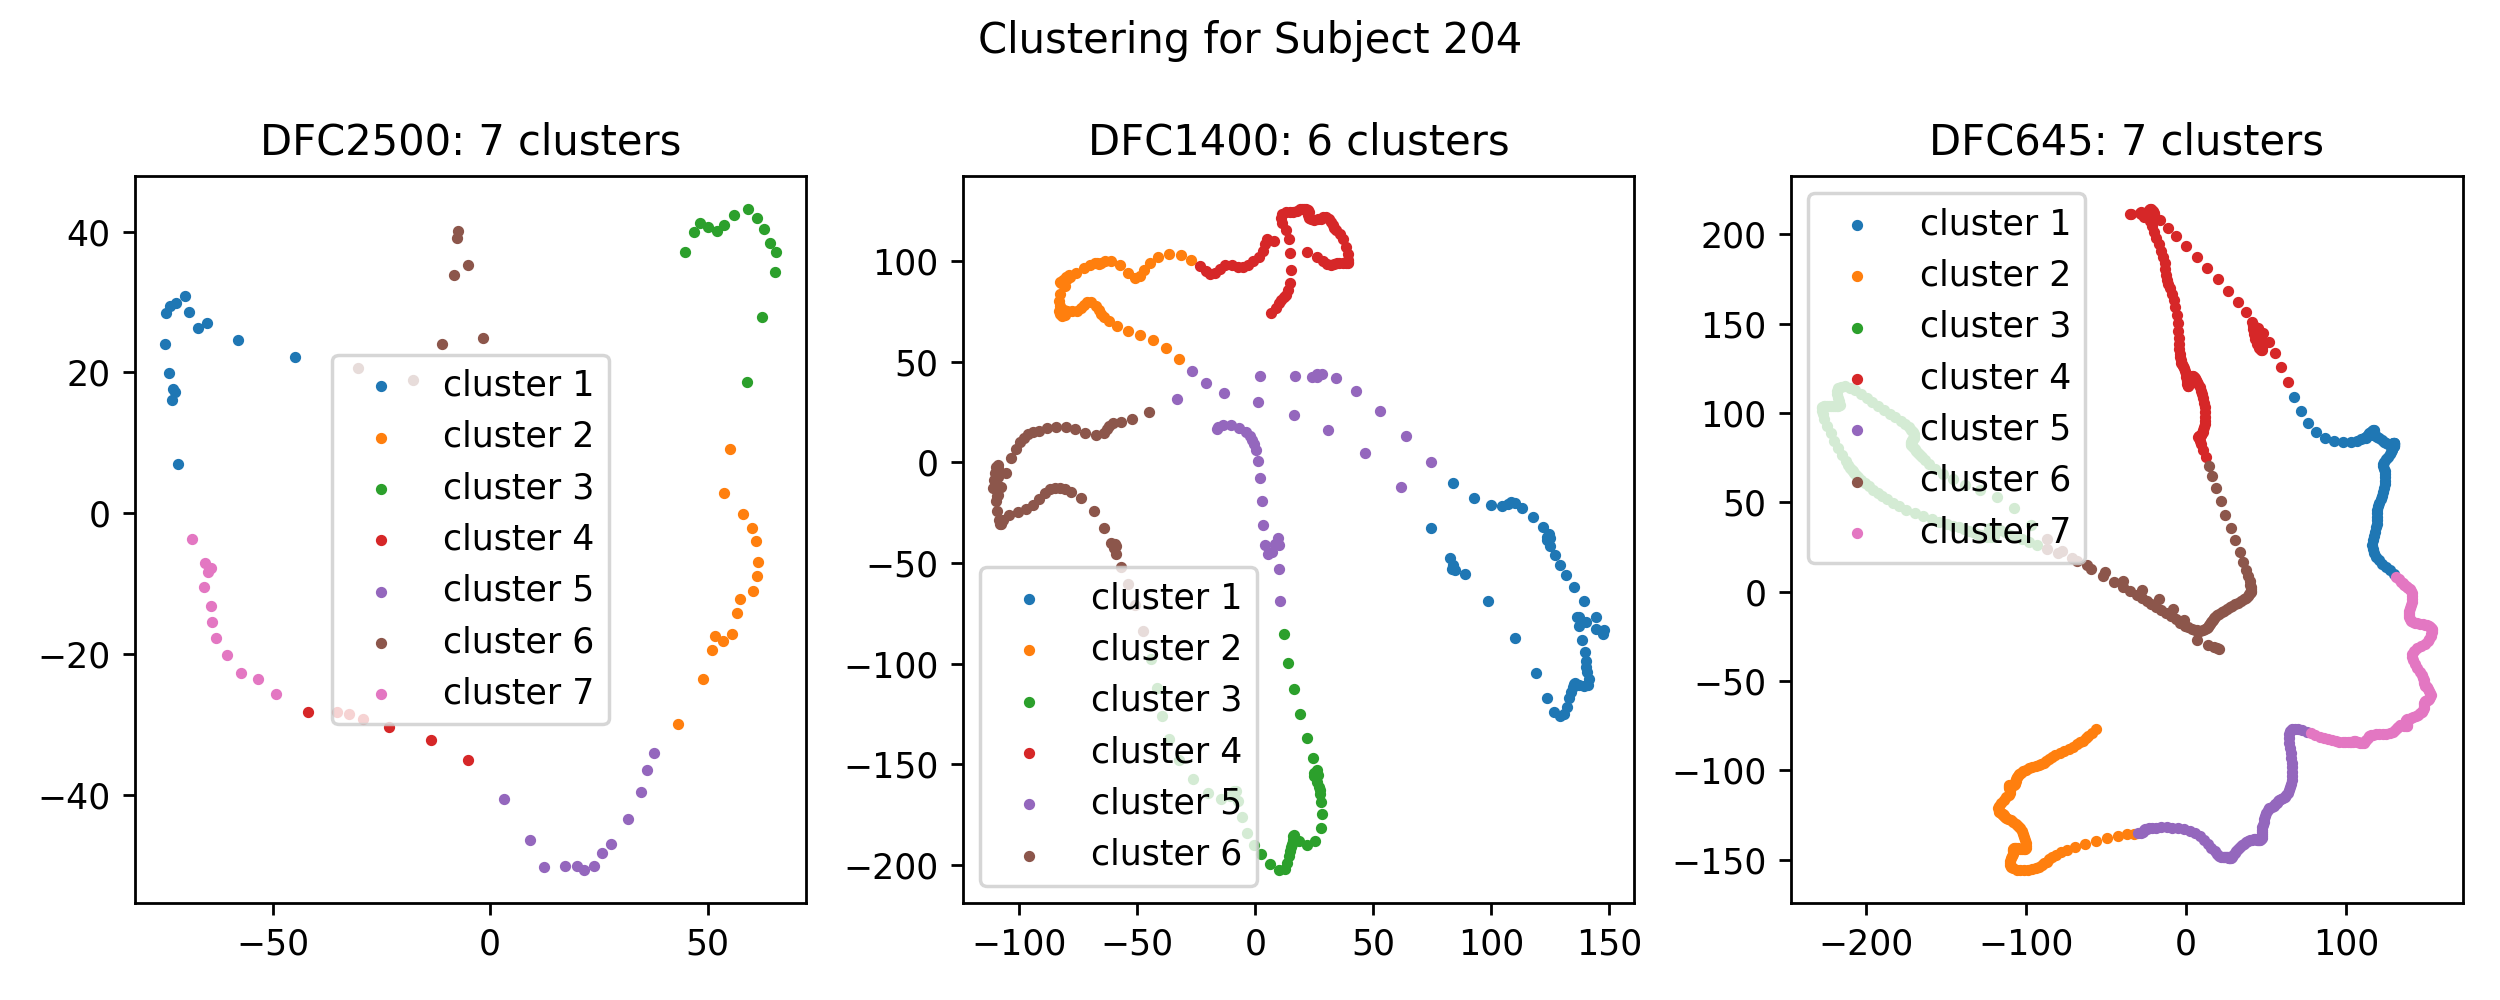 Clustering for Subject 204
DFC2500: 7 clusters
40
20
0
−20
−40
−50
0
50
cluster 1
cluster 2
cluster 3
cluster 4
cluster 5
cluster 6
cluster 7
DFC1400: 6 clusters
100
50
0
−50
−100
−150
−200
−100
−50
0
50
100
150
cluster 1
cluster 2
cluster 3
cluster 4
cluster 5
cluster 6
DFC645: 7 clusters
200
150
100
50
0
−50
−100
−150
−200
−100
0
100
cluster 1
cluster 2
cluster 3
cluster 4
cluster 5
cluster 6
cluster 7